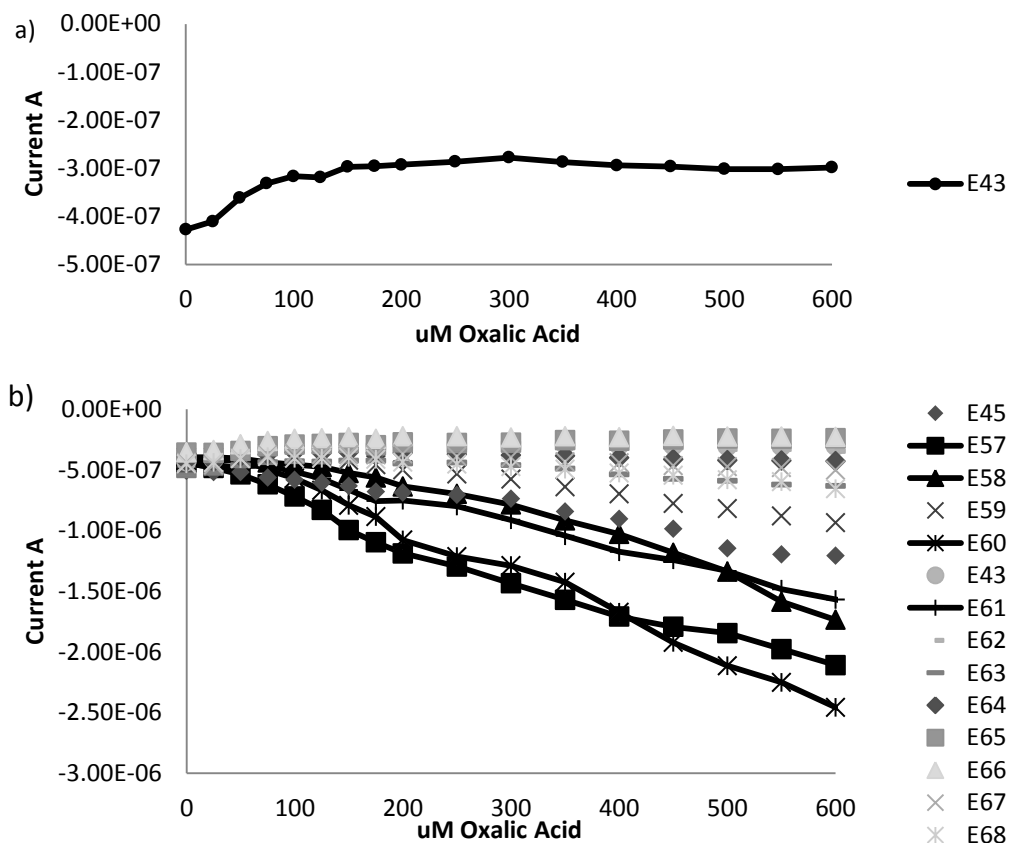 a)
0.00E+00
-1.00E-07
-2.00E-07
-3.00E-07
-4.00E-07
-5.00E-07
Current A
0 100 200 300 400 500 600
uM Oxalic Acid
E43
b)
0.00E+00
-5.00E-07
-1.00E-06
-1.50E-06
-2.00E-06
-2.50E-06
-3.00E-06
Current A
0 100 200 300 400 500 600
uM Oxalic Acid
E45
E57
E58
E59
E60
E43
E61
E62
E63
E64
E65
E66
E67
E68